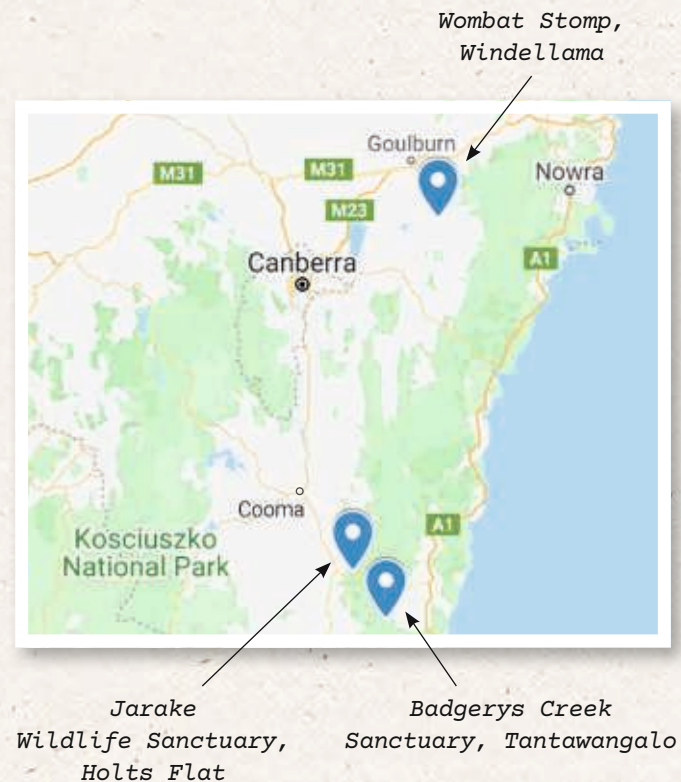 Wombat Stomp,
Windellama
Goulburn
M31
M31
Nowra
M23
Canberra
A1
Cooma
A1
Kosciuszko
National Park
Jarake
Wildlife Sanctuary,
Holts Flat
Badgerys Creek
Sanctuary, Tantawangalo